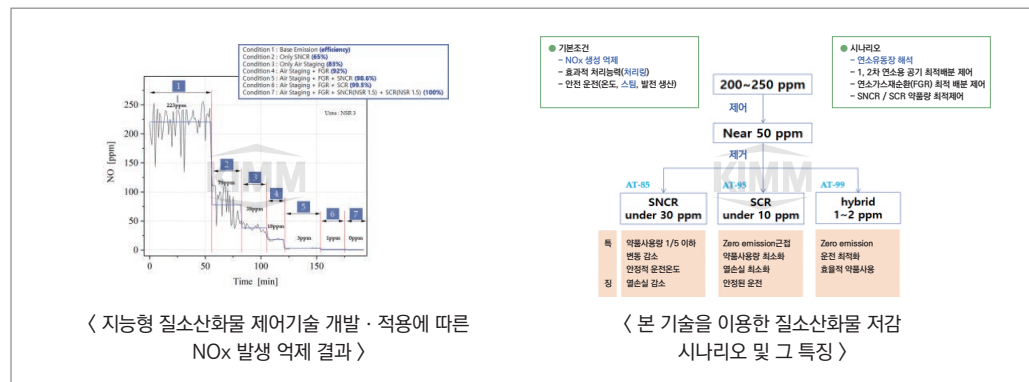 Condition 1 : Base Emission (efficiency)
Condition 2 : Only SNCR (65%)
Condition 3 : Only Air Staging (83%)
Condition 4 : Air Staging + FGR (92%)
Condition 5 : Air Staging + FGR + SNCR (98.6%)
Condition 6 : Air Staging + FGR + SCR (99.5%)
Condition 7 : Air Staging + FGR + SNCR(NSR 1.5) + SCR(NSR 1.5) (100%)
Urea : NSR 3
NO [ppm]
250
200
150
100
50
0
1
223ppm
2
79ppm
3
38ppm
4
18ppm
5
3ppm
6
1ppm
7
0ppm
0 50 100 150
Time [min]
KIMM
〈 지능형 질소산화물 제어기술 개발 · 적용에 따른
NOx 발생 억제 결과 〉
● 기본조건
- NOx 생성 억제
- 효과적 처리능력(처리량)
- 안전 운전(온도, 스팀, 발전 생산)
● 시나리오
- 연소유동장 해석
- 1, 2차 연소용 공기 최적배분 제어
- 연소가스재순환(FGR) 최적 배분 제어
- SNCR / SCR 약품량 최적제어
200~250 ppm
제어
Near 50 ppm
제거
KIMM
AT-85 AT-95 AT-99
SNCR
under 30 ppm
SCR
under 10 ppm
hybrid
1~2 ppm
특
징
약품사용량 1/5 이하
변동 감소
안정적 운전온도
열손실 감소
Zero emission근접
약품사용량 최소화
열손실 최소화
안정된 운전
Zero emission
운전 최적화
효율적 약품사용
〈 본 기술을 이용한 질소산화물 저감
시나리오 및 그 특징 〉